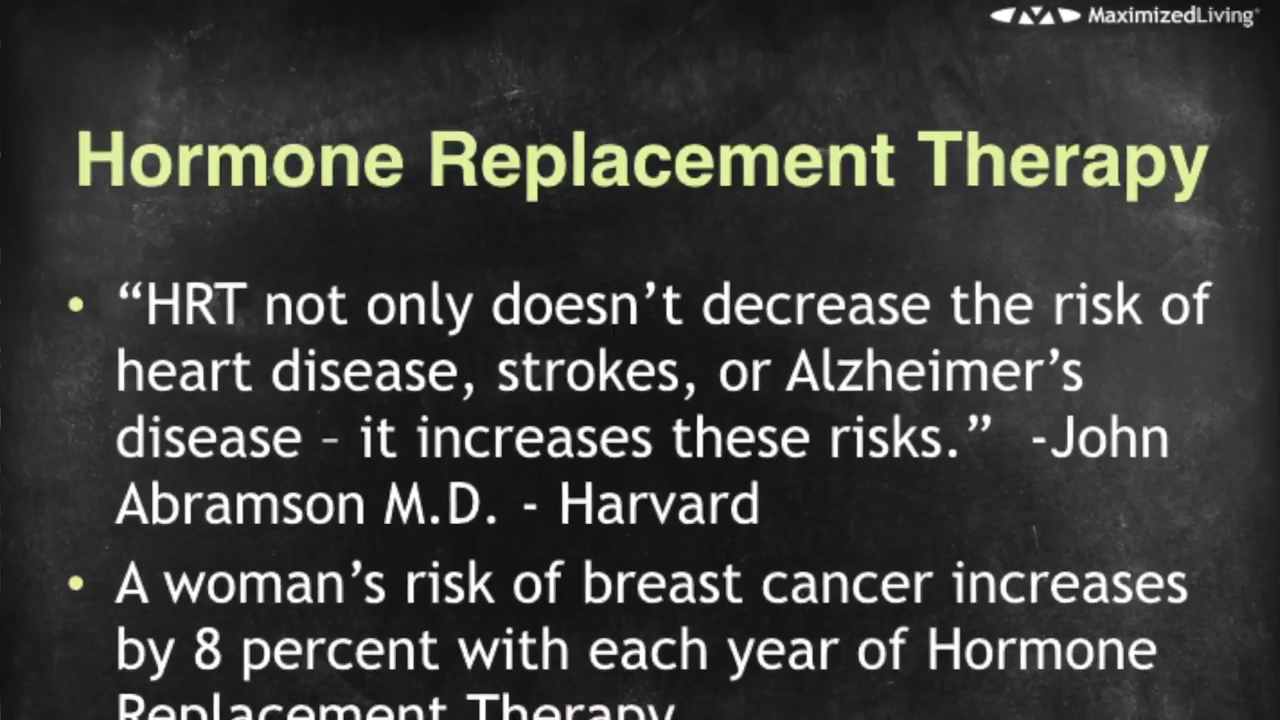 MaximizedLiving
Hormone Replacement Therapy
• “HRT not only doesn’t decrease the risk of
heart disease, strokes, or Alzheimer’s
disease – it increases these risks.” -John
Abramson M.D. - Harvard
• A woman’s risk of breast cancer increases
by 8 percent with each year of Hormone
Replacement Therapy